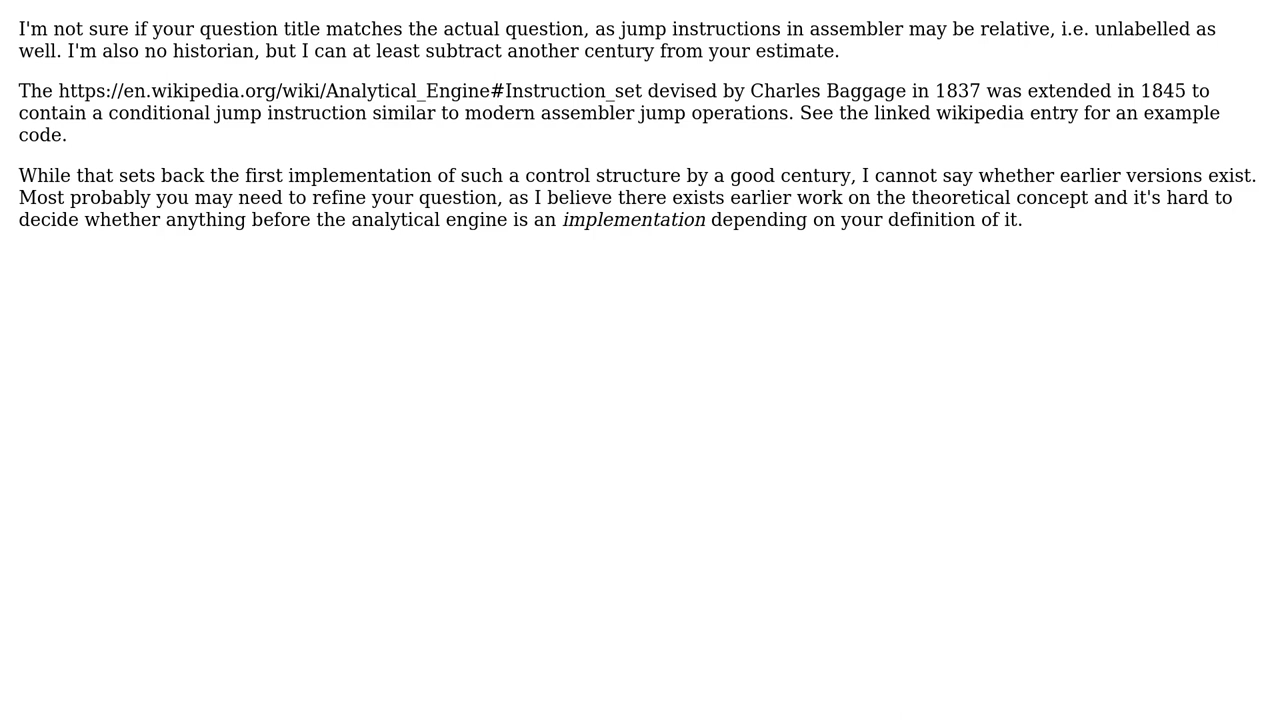 I'm not sure if your question title matches the actual question, as jump instructions in assembler may be relative, i.e. unlabelled as
well. I'm also no historian, but I can at least subtract another century from your estimate.
The https://en.wikipedia.org/wiki/Analytical_Engine#Instruction_set devised by Charles Baggage in 1837 was extended in 1845 to
contain a conditional jump instruction similar to modern assembler jump operations. See the linked wikipedia entry for an example
code.
While that sets back the first implementation of such a control structure by a good century, I cannot say whether earlier versions exist.
Most probably you may need to refine your question, as I believe there exists earlier work on the theoretical concept and it's hard to
decide whether anything before the analytical engine is an implementation depending on your definition of it.